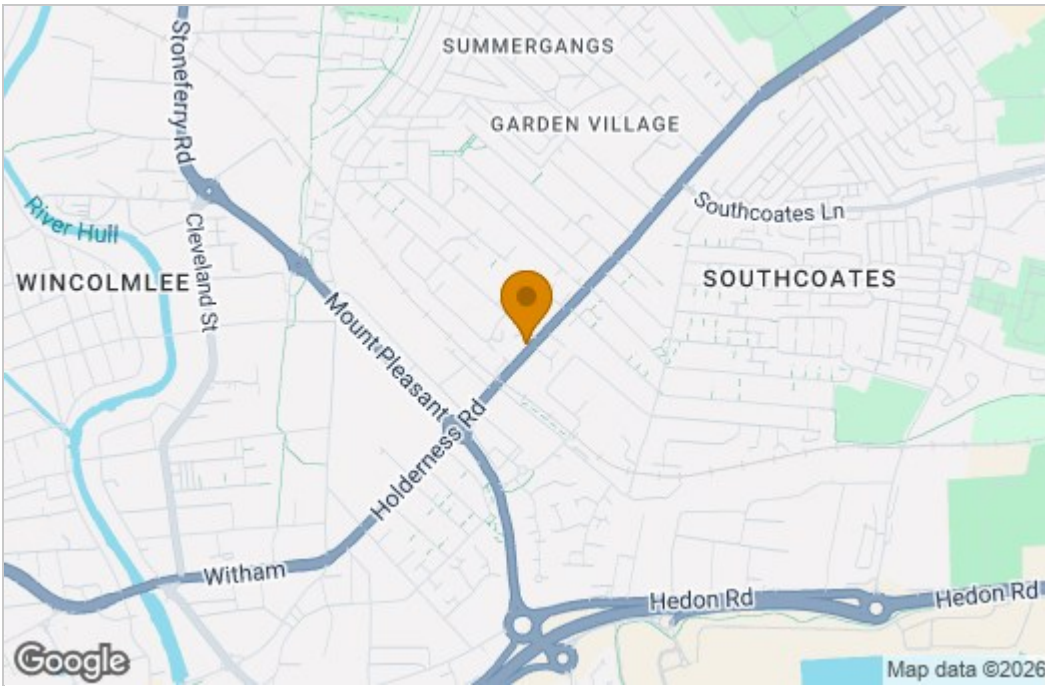 Stoneferry Rd
SUMMERGANGS
GARDEN VILLAGE
River Hull
Cleveland St
Southcoates Ln
WINCOLMLEE
SOUTHCOATES
Mount Pleasant
Holderness Rd
Witham
Hedon Rd
Hedon Rd
Google
Map data ©2026